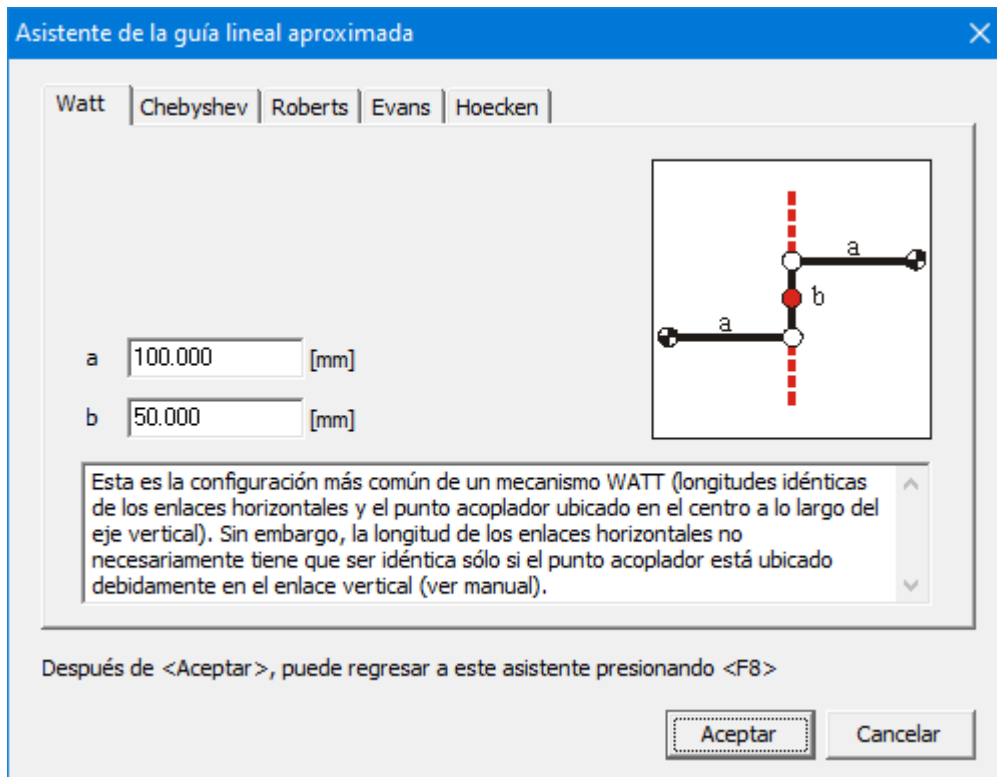 Asistente de la guía lineal aproximada
Watt Chebyshev Roberts Evans Hoecken
a
b
a
a 100.000 [mm]
b 50.000 [mm]
Esta es la configuración más común de un mecanismo WATT (longitudes idénticas
de los enlaces horizontales y el punto acoplador ubicado en el centro a lo largo del
eje vertical). Sin embargo, la longitud de los enlaces horizontales no
necesariamente tiene que ser idéntica sólo si el punto acoplador está ubicado
debidamente en el enlace vertical (ver manual).
Después de <Aceptar>, puede regresar a este asistente presionando <F8>
Aceptar Cancelar